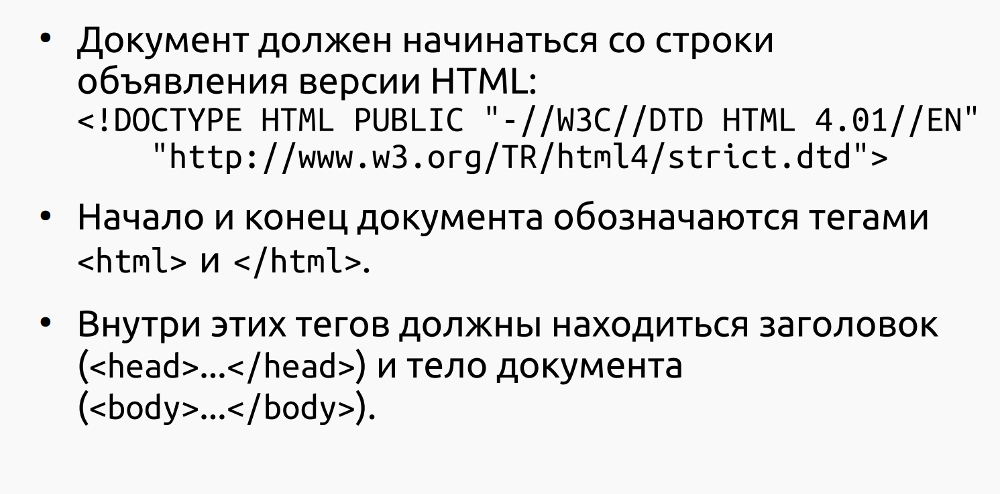 • Документ должен начинаться со строки
объявления версии HTML:
<!DOCTYPE HTML PUBLIC "-//W3C//DTD HTML 4.01//EN"
"http://www.w3.org/TR/html4/strict.dtd">
• Начало и конец документа обозначаются тегами
<html> и </html>.
• Внутри этих тегов должны находиться заголовок
(<head>...</head>) и тело документа
(<body>...</body>).